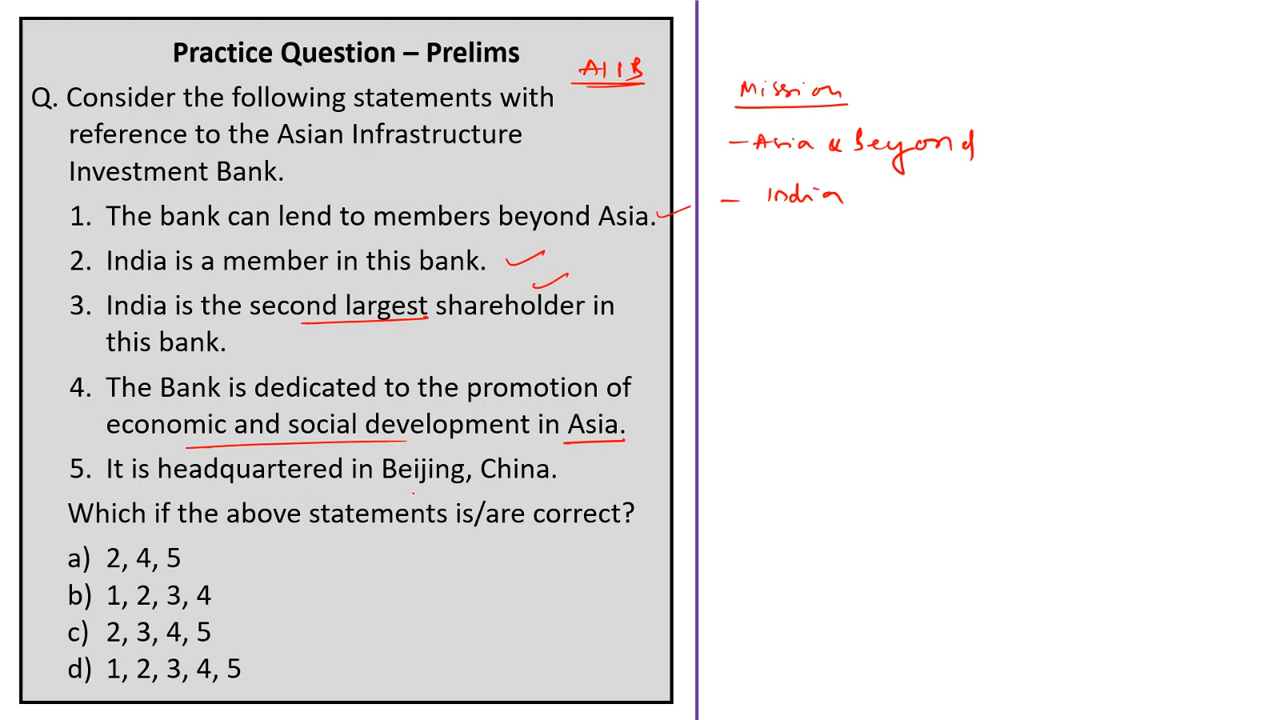 Practice Question – Prelims
AIIB
Q. Consider the following statements with
reference to the Asian Infrastructure
Investment Bank.
1. The bank can lend to members beyond Asia.
2. India is a member in this bank.
3. India is the second largest shareholder in
this bank.
4. The Bank is dedicated to the promotion of
economic and social development in Asia.
5. It is headquartered in Beijing, China.
Which if the above statements is/are correct?
a) 2, 4, 5
b) 1, 2, 3, 4
c) 2, 3, 4, 5
d) 1, 2, 3, 4, 5
Mission
– Asia & Beyond
– India